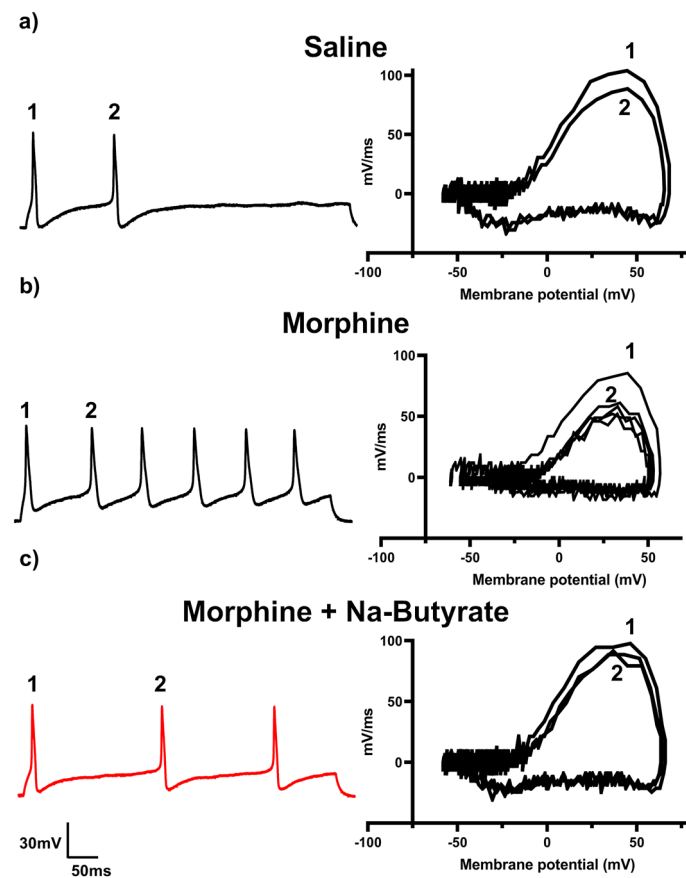 a)
Saline
1
2
1
2
100
50
0
mV/ms
-100
-50
0
50
Membrane potential (mV)
b)
Morphine
1
2
1
2
100
50
0
mV/ms
-100
-50
0
50
Membrane potential (mV)
c)
Morphine + Na-Butyrate
1
2
1
2
100
50
0
mV/ms
-100
-50
0
50
Membrane potential (mV)
30mV
50ms